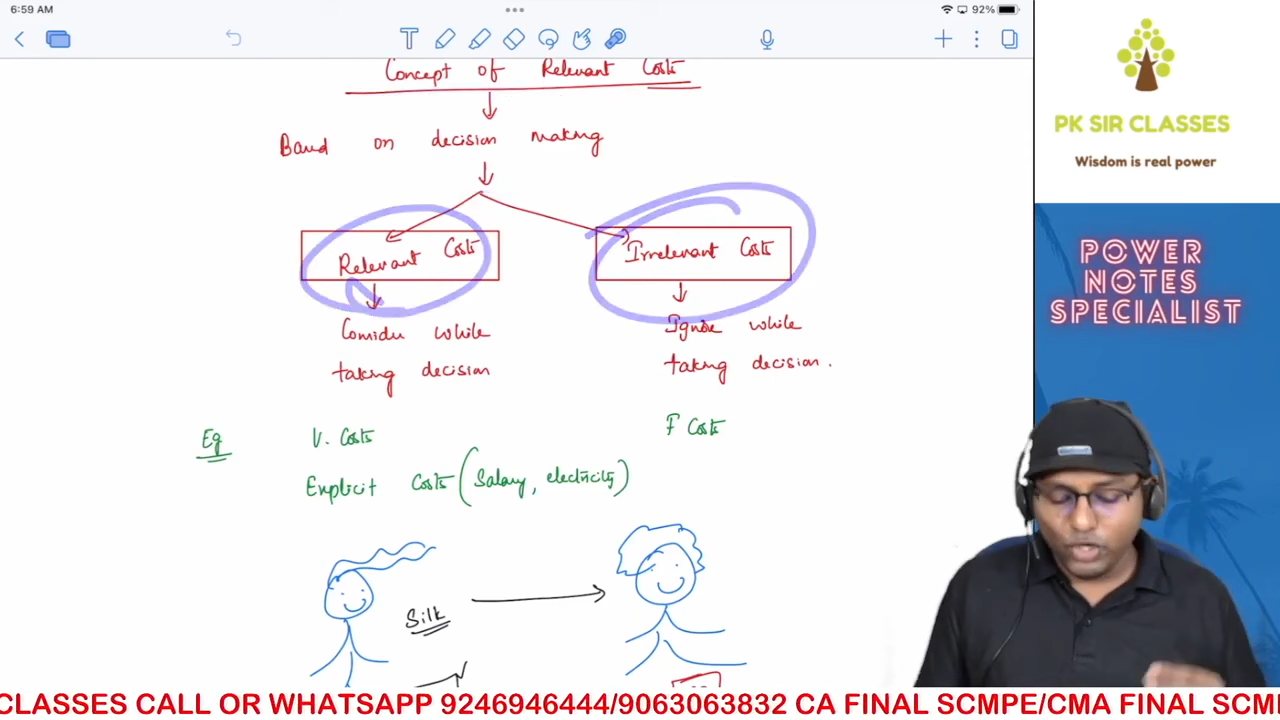 6:59 AM
92%
Concept of Relevant Costs
Based on decision making
Relevant Costs
Irrelevant Costs
Consider while
taking decision
Ignore while
taking decision.
Eg
V. Costs
F Costs
Explicit Costs (Salary, electricity)
Silk
PK SIR CLASSES
Wisdom is real power
POWER
NOTES
SPECIALIST
CLASSES CALL OR WHATSAPP 9246946444/9063063832 CA FINAL SCMPE/CMA FINAL SCM